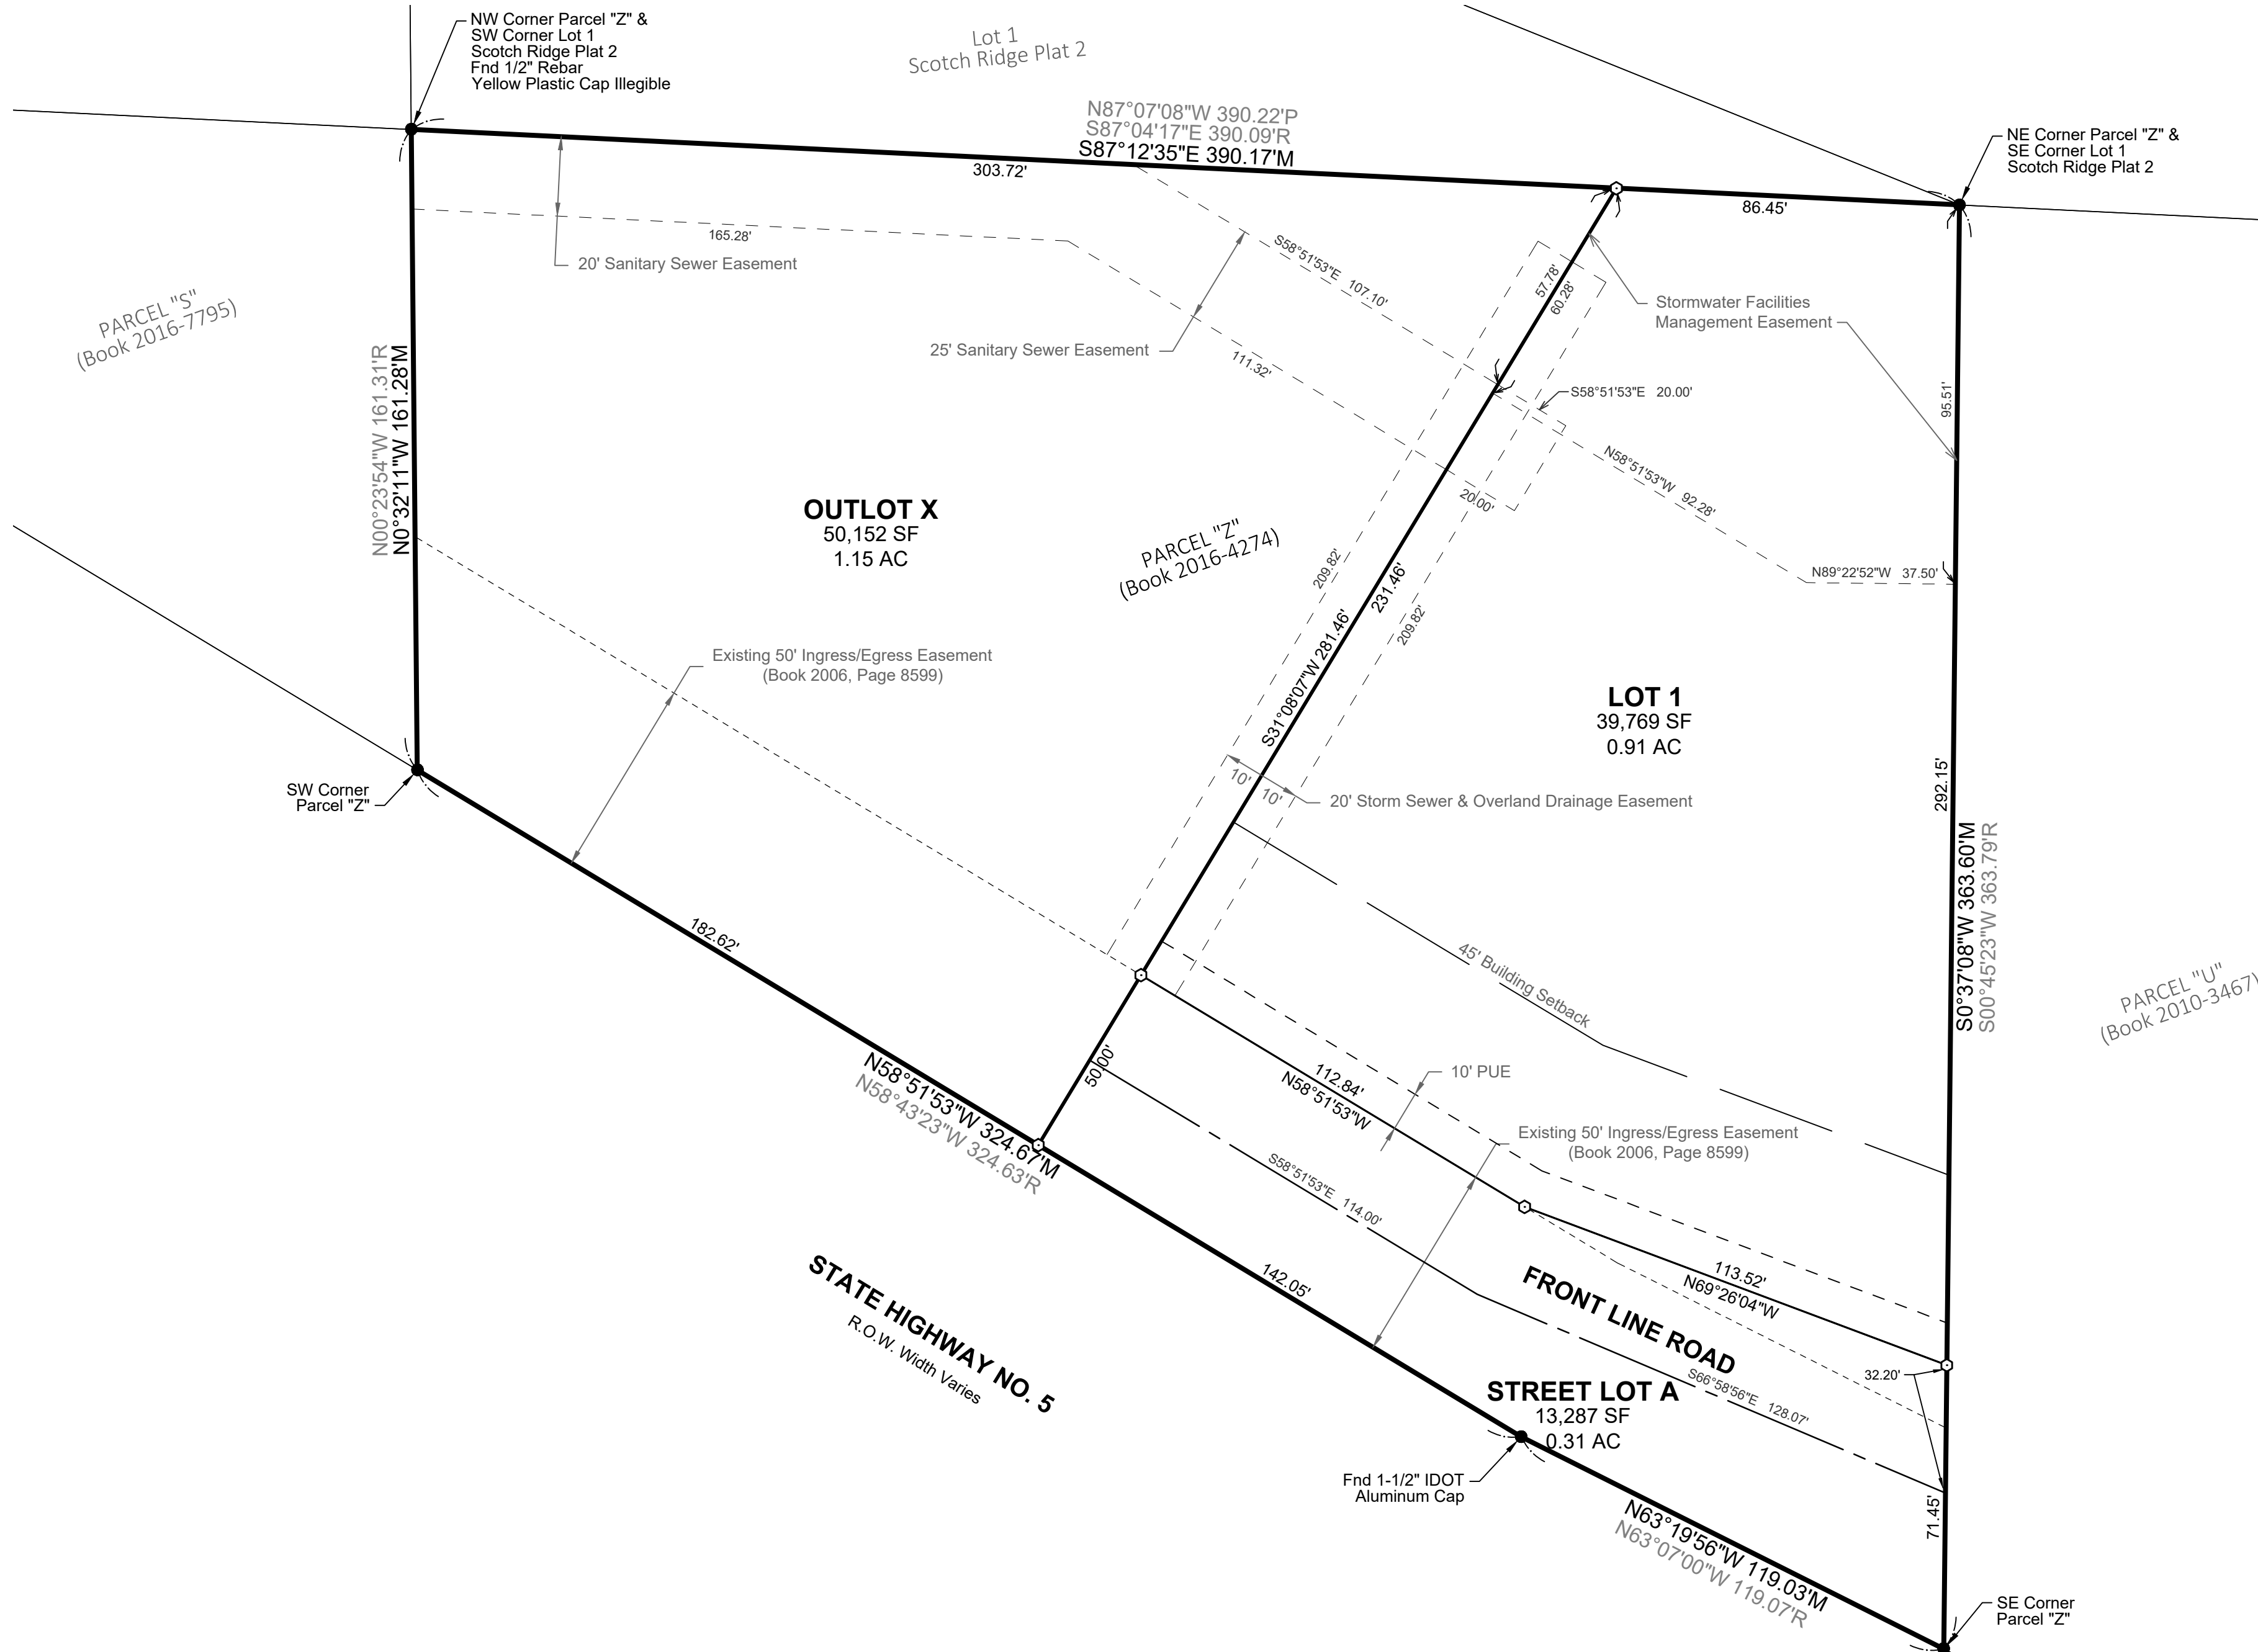 NW Corner Parcel "Z" &
SW Corner Lot 1
Scotch Ridge Plat 2
Fnd 1/2" Rebar
Yellow Plastic Cap Illegible
Lot 1
Scotch Ridge Plat 2
N87°07'08"W 390.22'P
S87°04'17"E 390.09'R
S87°12'35"E 390.17'M
303.72'
86.45'
NE Corner Parcel "Z" &
SE Corner Lot 1
Scotch Ridge Plat 2
165.28'
20' Sanitary Sewer Easement
S58°51'53"E 107.10'
57.78'
60.28'
Stormwater Facilities
Management Easement
PARCEL "S"
(Book 2016-7795)
25' Sanitary Sewer Easement
111.32'
S58°51'53"E 20.00'
95.51'
N00°23'54"W 161.31'R
N0°32'11"W 161.28'M
20.00'
N58°51'53"W 92.28'
OUTLOT X
50,152 SF
1.15 AC
PARCEL "Z"
(Book 2016-4274)
N89°22'52"W 37.50'
209.82'
231.46'
S31°08'07"W 281.46'
209.82'
Existing 50' Ingress/Egress Easement
(Book 2006, Page 8599)
LOT 1
39,769 SF
0.91 AC
292.15'
SW Corner
Parcel "Z"
10'
10'
20' Storm Sewer & Overland Drainage Easement
S0°37'08"W 363.60'M
S00°45'23"W 363.79'R
182.62'
45' Building Setback
PARCEL "U"
(Book 2010-3467)
N58°51'53"W 324.67'M
N58°43'23"W 324.63'R
50.00'
112.84'
N58°51'53"W
10' PUE
Existing 50' Ingress/Egress Easement
(Book 2006, Page 8599)
S58°51'53"E 114.00'
142.05'
113.52'
N69°26'04"W
FRONT LINE ROAD
STATE HIGHWAY NO. 5
R.O.W. Width Varies
32.20'
STREET LOT A
13,287 SF
0.31 AC
S66°58'56"E 128.07'
Fnd 1-1/2" IDOT
Aluminum Cap
71.45'
N63°19'56"W 119.03'M
N63°07'00"W 119.07'R
SE Corner
Parcel "Z"